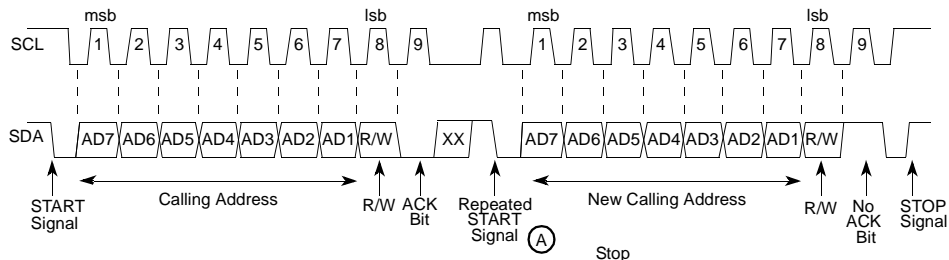 msb lsb msb lsb
SCL 1 2 3 4 5 6 7 8 9 1 2 3 4 5 6 7 8 9
SDA AD7 AD6 AD5 AD4 AD3 AD2 AD1 R/W XX AD7 AD6 AD5 AD4 AD3 AD2 AD1 R/W
START
Signal
Calling Address
R/W
ACK
Bit
Repeated
START
Signal
A
New Calling Address
R/W
No
ACK
Bit
STOP
Signal
Stop